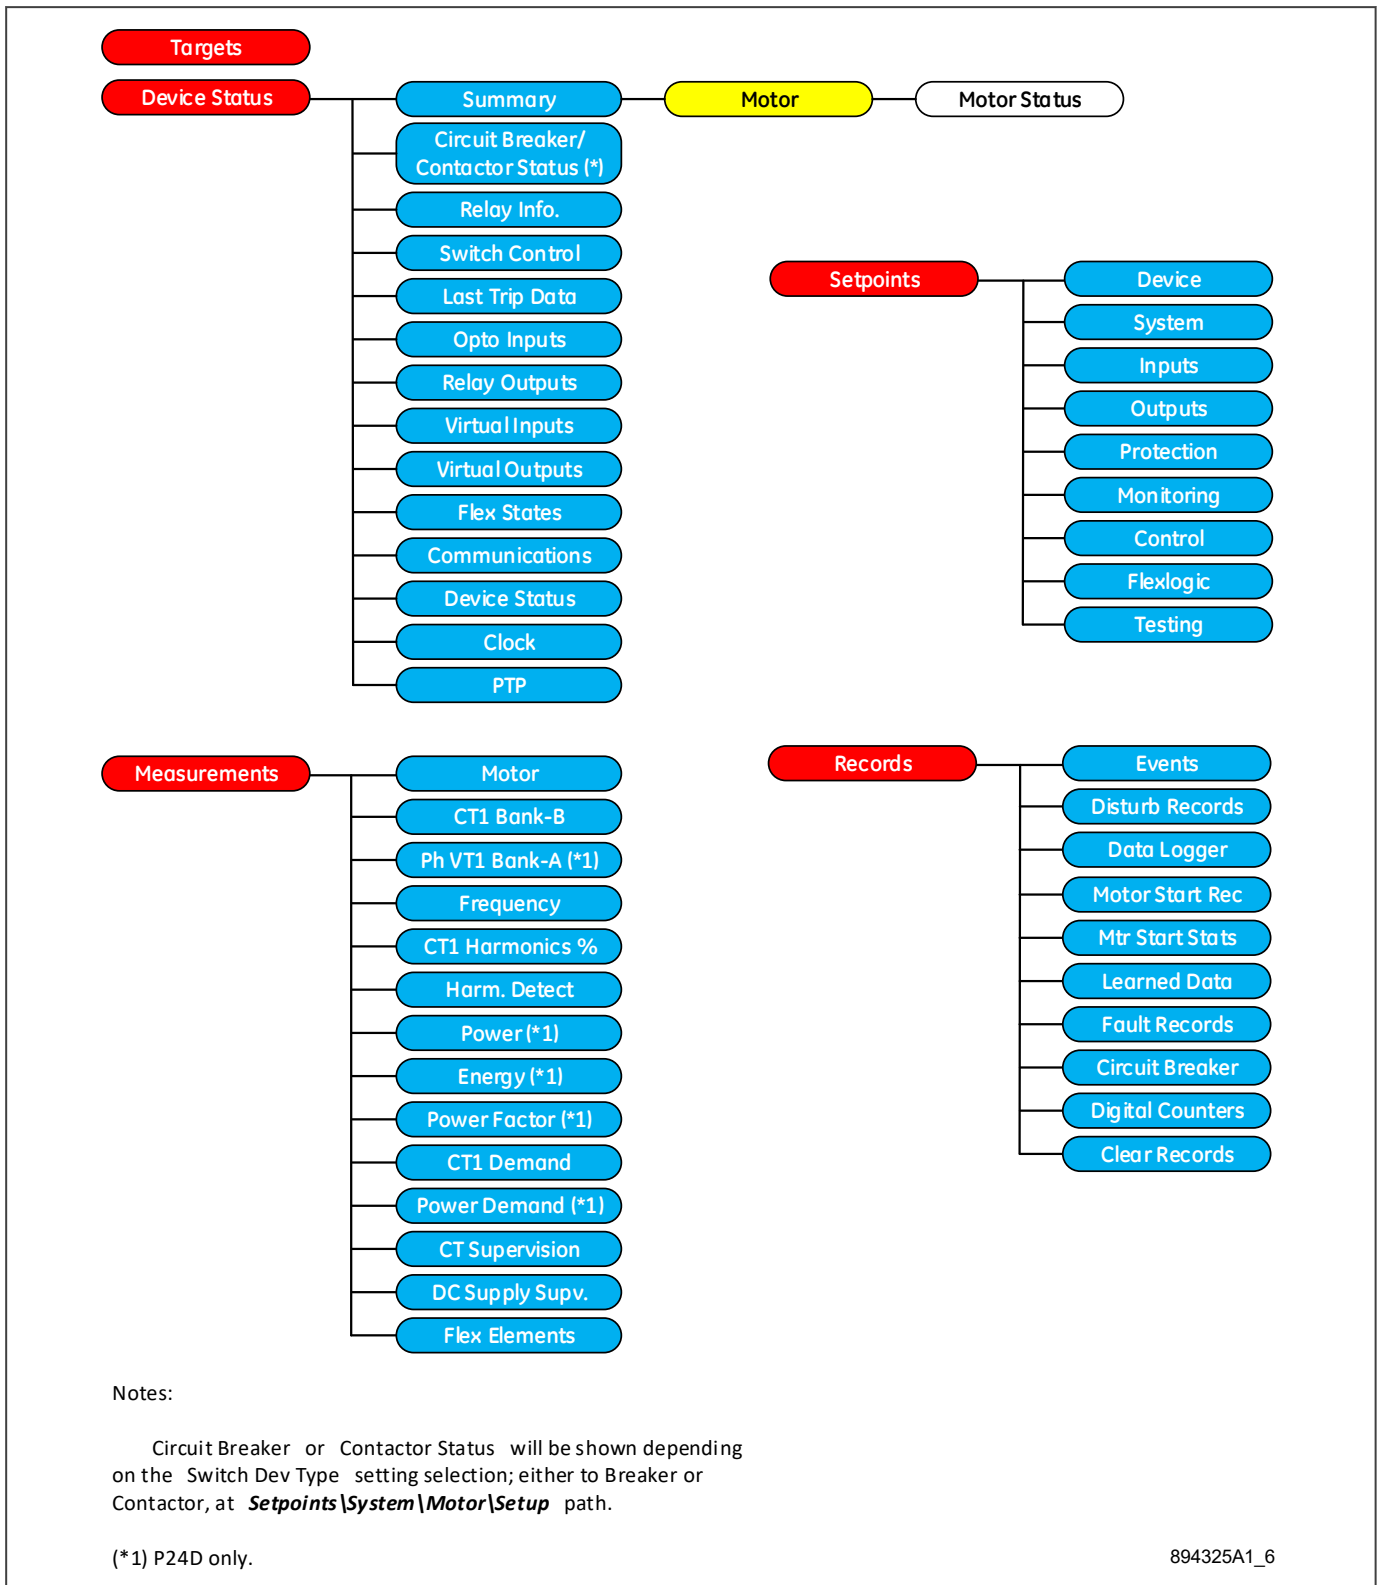 Targets
Device Status
Summary
Motor
Motor Status
Circuit Breaker/
Contactor Status (*)
Relay Info.
Switch Control
Last Trip Data
Opto Inputs
Relay Outputs
Virtual Inputs
Virtual Outputs
Flex States
Communications
Device Status
Clock
PTP
Setpoints
Device
System
Inputs
Outputs
Protection
Monitoring
Control
Flexlogic
Testing
Measurements
Motor
CT1 Bank-B
Ph VT1 Bank-A (*1)
Frequency
CT1 Harmonics %
Harm. Detect
Power (*1)
Energy (*1)
Power Factor (*1)
CT1 Demand
Power Demand (*1)
CT Supervision
DC Supply Supv.
Flex Elements
Records
Events
Disturb Records
Data Logger
Motor Start Rec
Mtr Start Stats
Learned Data
Fault Records
Circuit Breaker
Digital Counters
Clear Records
Notes:
Circuit Breaker or Contactor Status will be shown depending
on the Switch Dev Type setting selection; either to Breaker or
Contactor, at Setpoints\System\Motor\Setup path.
(*1) P24D only.
894325A1_6